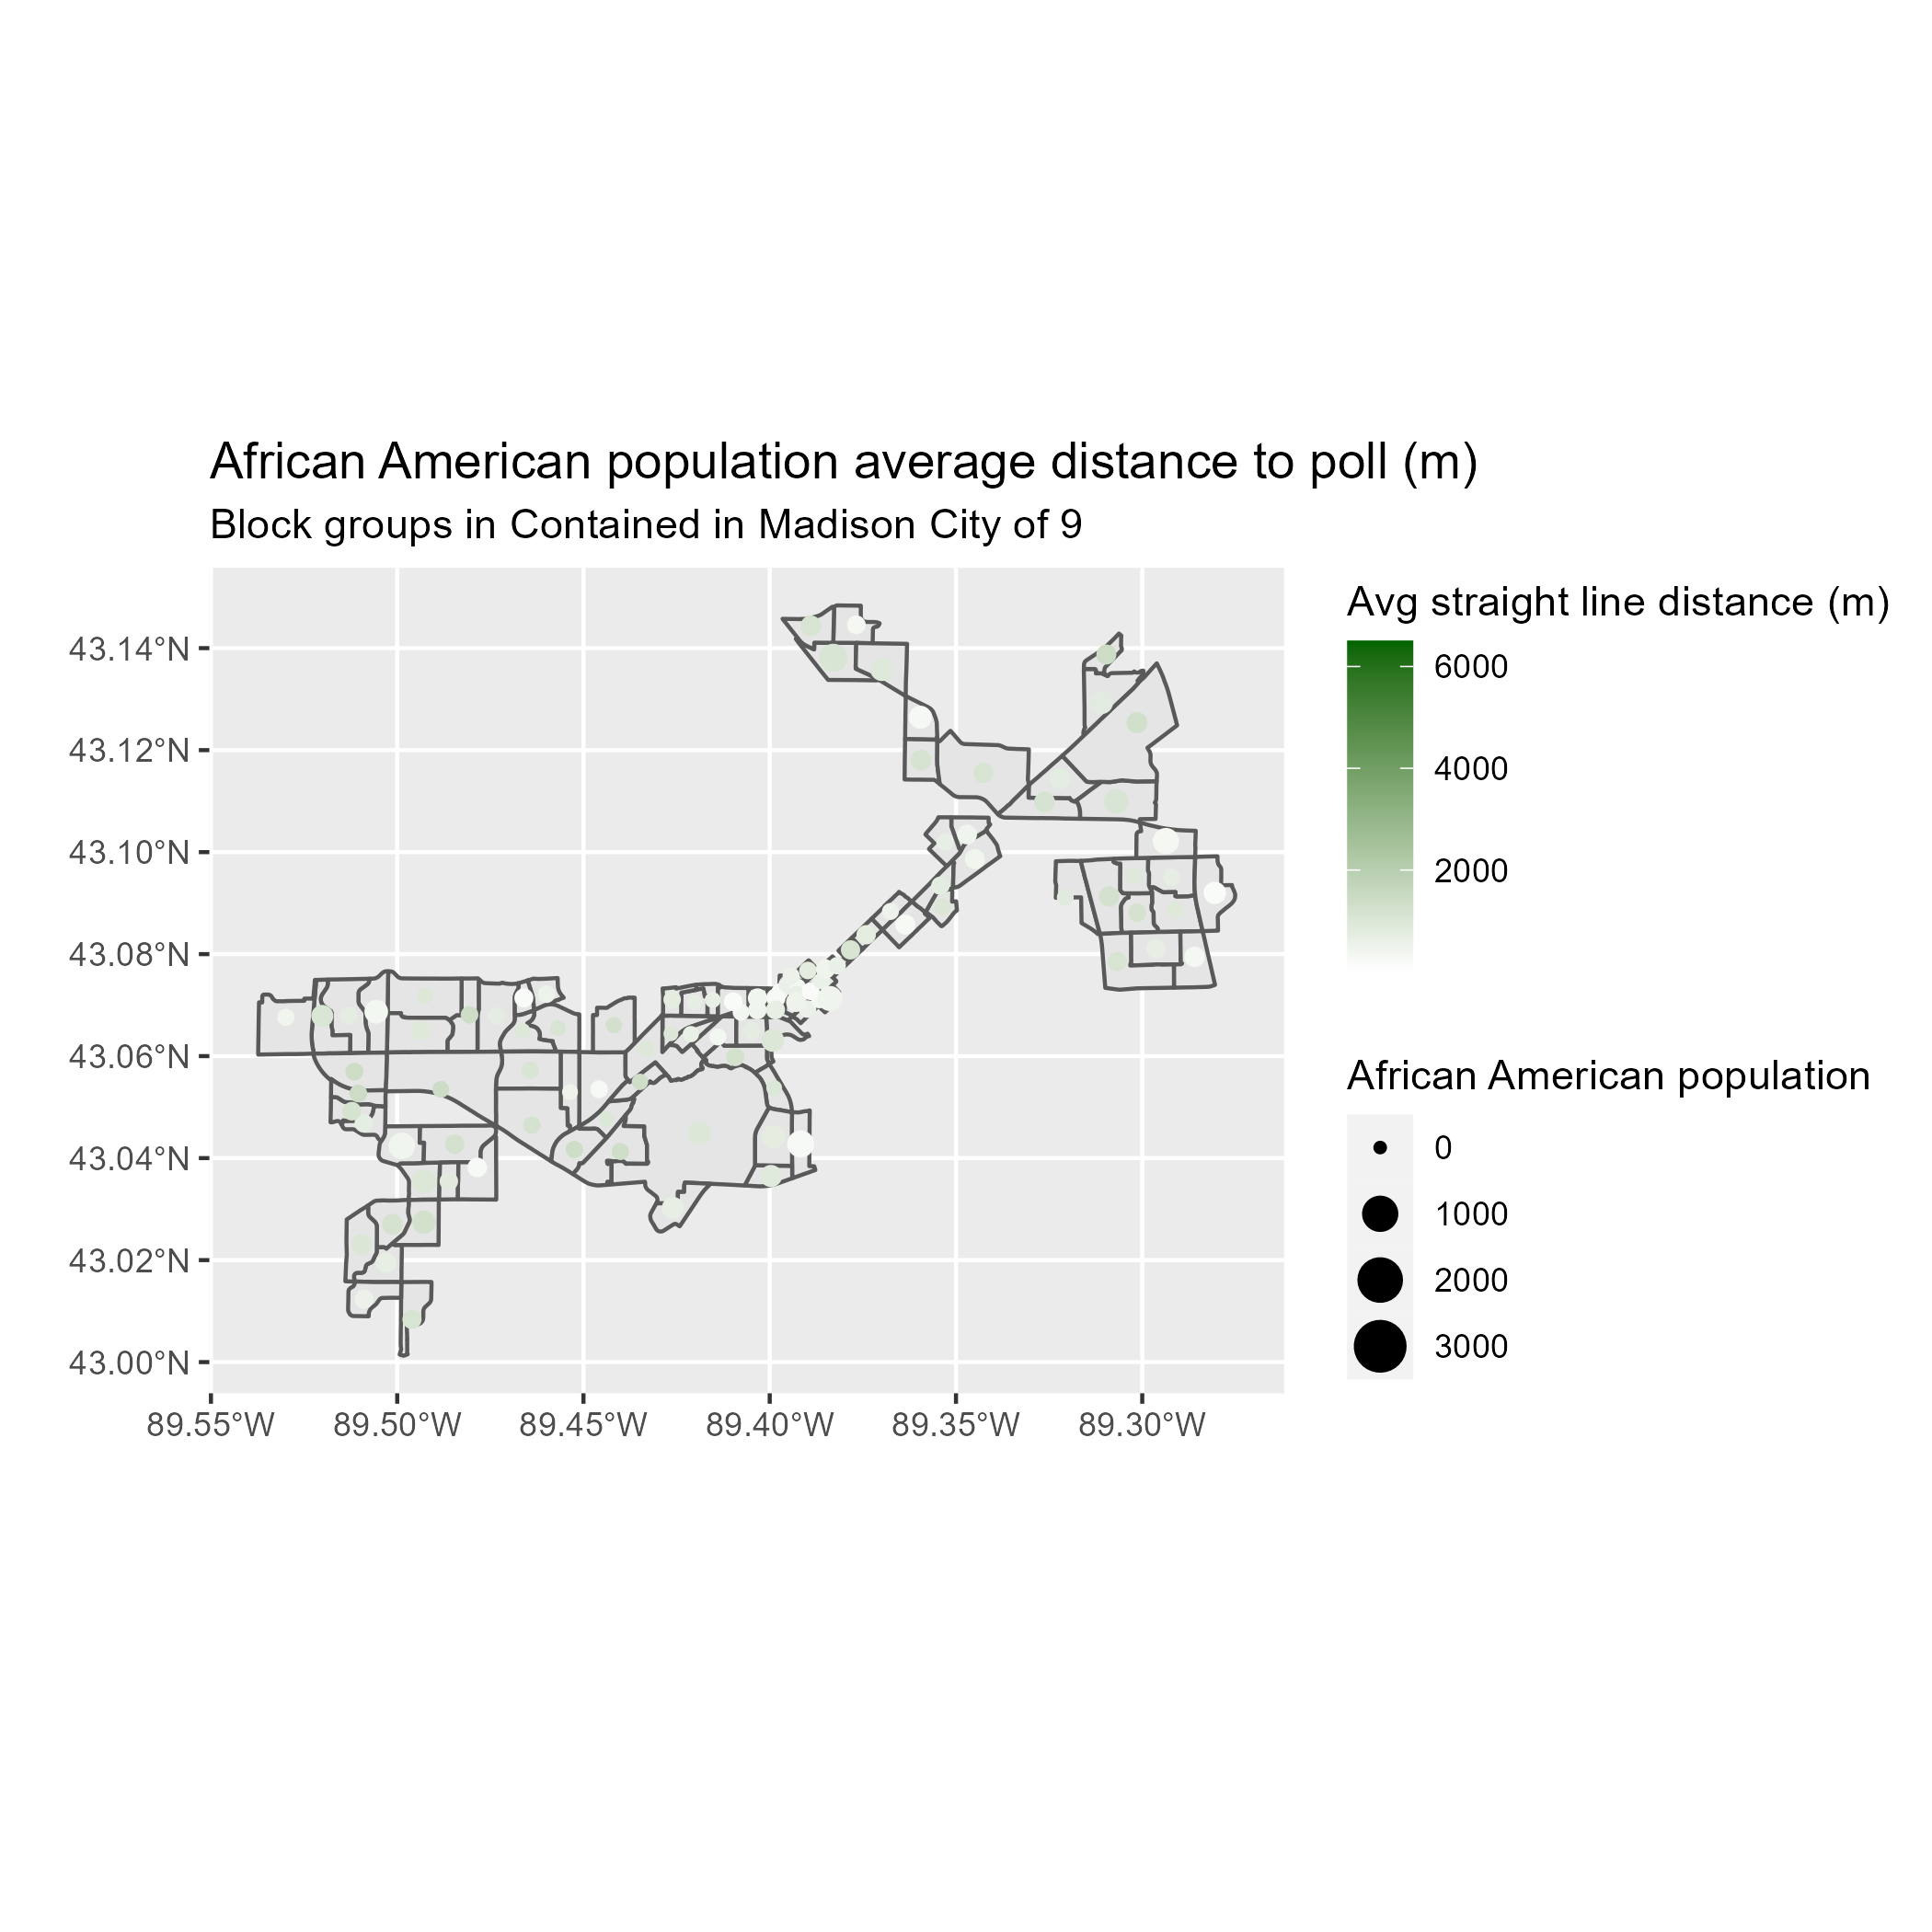 African American population average distance to poll (m)
Block groups in Contained in Madison City of 9
43.14°N
43.12°N
43.10°N
43.08°N
43.06°N
43.04°N
43.02°N
43.00°N
89.55°W
89.50°W
89.45°W
89.40°W
89.35°W
89.30°W
Avg straight line distance (m)
6000
4000
2000
African American population
0
1000
2000
3000